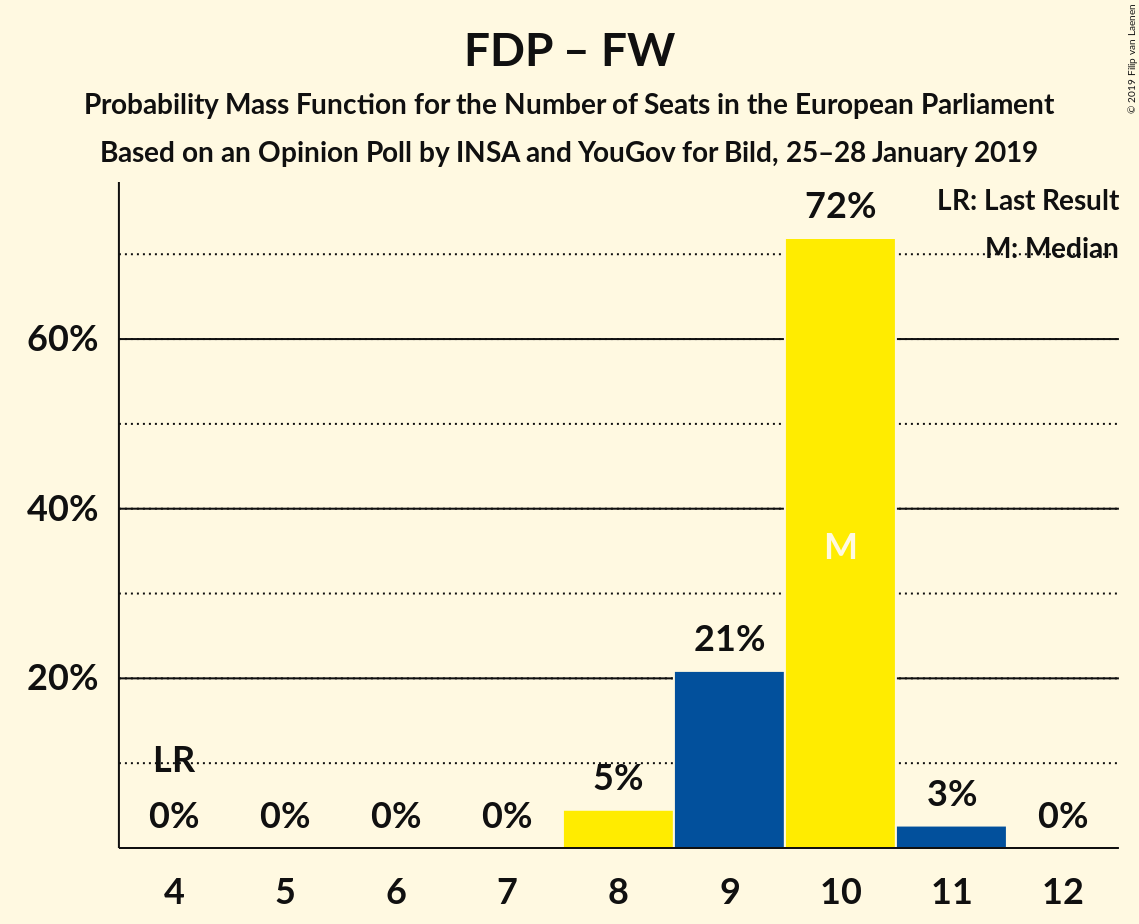 FDP – FW
Probability Mass Function for the Number of Seats in the European Parliament
Based on an Opinion Poll by INSA and YouGov for Bild, 25–28 January 2019
© 2019 Filip van Laenen
LR: Last Result
M: Median
72%
60%
40%
M
21%
20%
LR
5%
3%
0% 0% 0% 0% 0%
4 5 6 7 8 9 10 11 12